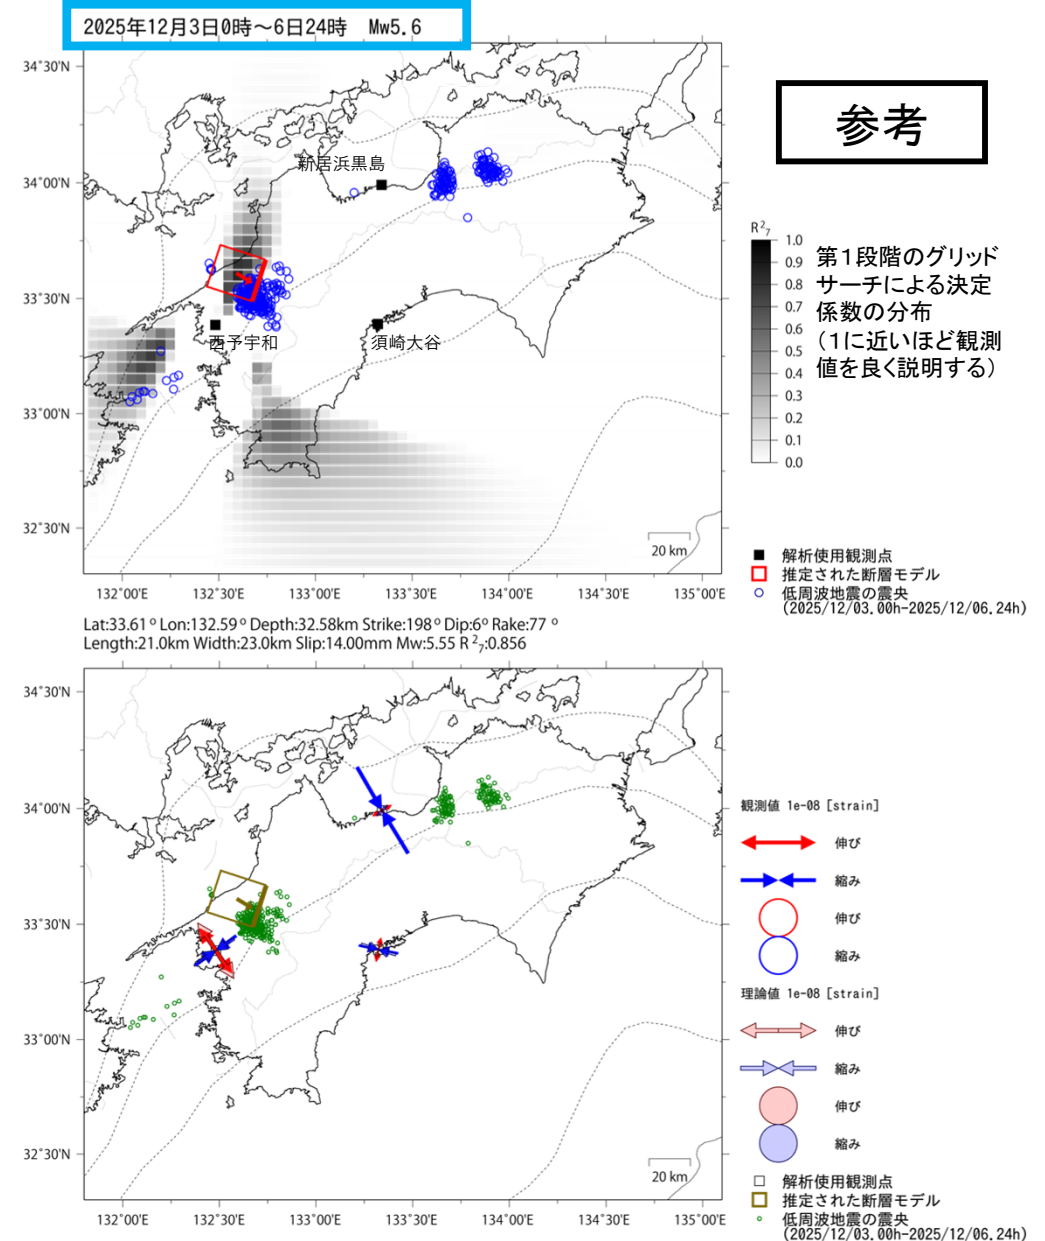 2025年12月3日0時～6日24時 Mw5.6
34°30'N
34°00'N
33°30'N
33°00'N
32°30'N
132°00'E
132°30'E
133°00'E
133°30'E
134°00'E
134°30'E
135°00'E
新居浜黒島
西予宇和
須崎大谷
20 km
参考
R²₇
1.0
0.9
0.8
0.7
0.6
0.5
0.4
0.3
0.2
0.1
0.0
第１段階のグリッド
サーチによる決定
係数の分布
（１に近いほど観測
値を良く説明する）
解析使用観測点
推定された断層モデル
低周波地震の震央
(2025/12/03.00h-2025/12/06.24h)
Lat:33.61° Lon:132.59° Depth:32.58km Strike:198° Dip:6° Rake:77 °
Length:21.0km Width:23.0km Slip:14.00mm Mw:5.55 R²₇:0.856
34°30'N
34°00'N
33°30'N
33°00'N
32°30'N
132°00'E
132°30'E
133°00'E
133°30'E
134°00'E
134°30'E
135°00'E
20 km
観測値 1e-08 [strain]
伸び
縮み
伸び
縮み
理論値 1e-08 [strain]
伸び
縮み
伸び
縮み
解析使用観測点
推定された断層モデル
低周波地震の震央
(2025/12/03.00h-2025/12/06.24h)